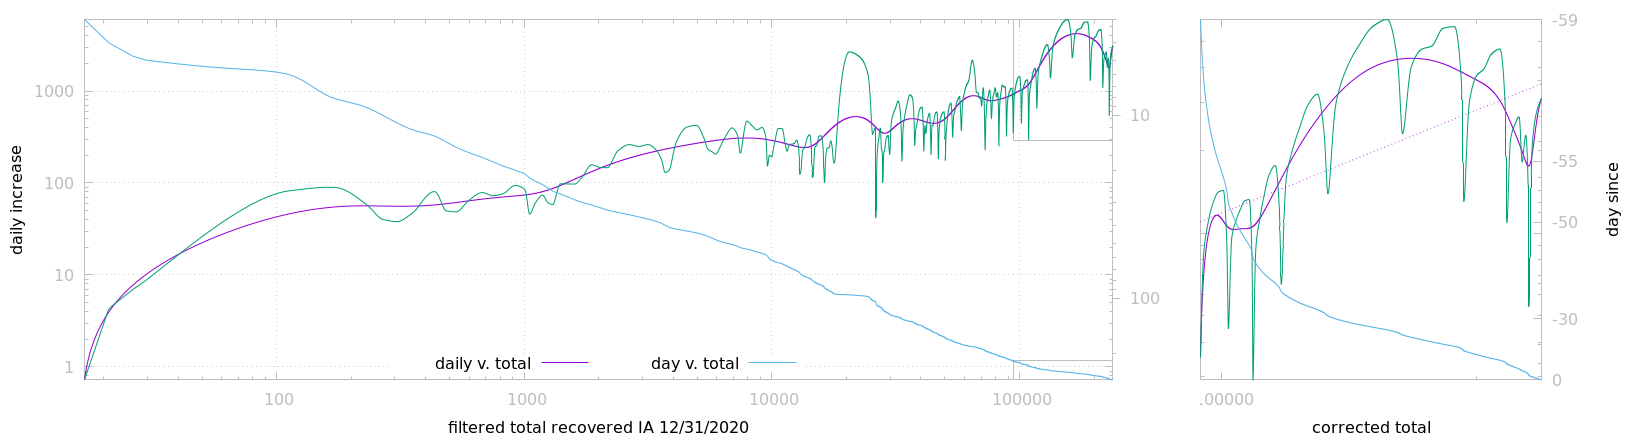 daily increase
1000
100
10
1
daily v. total
day v. total
100
1000
10000
100000
filtered total recovered IA 12/31/2020
10
100
-59
-55
-50
-30
0
day since
100000
corrected total